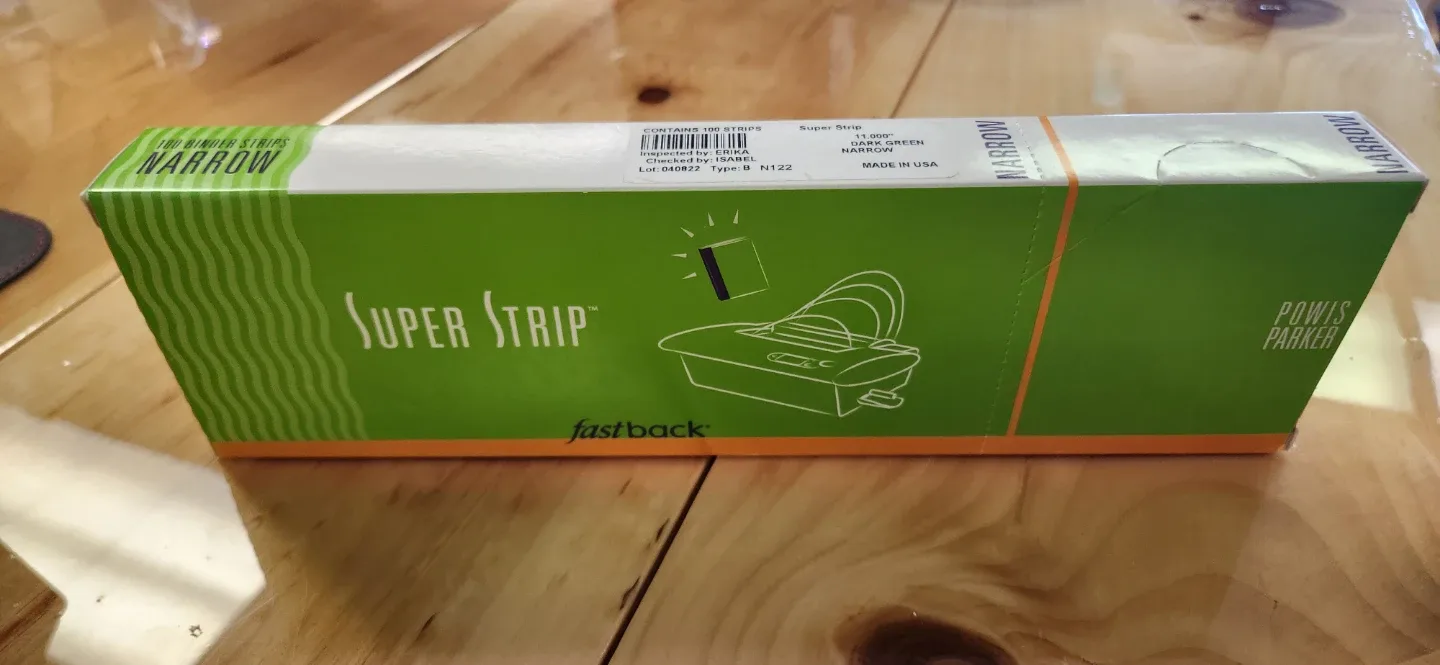 100 BINDER STRIPS
NARROW
CONTAINS 100 STRIPS
Inspected by: ERIKA
Checked by: ISABEL
Lot: 040822 Type: B N122
Super Strip
11.000"
DARK GREEN
NARROW
MADE IN USA
NARROW
NARROW
SUPER STRIP™
POWIS
PARKER
fastback®